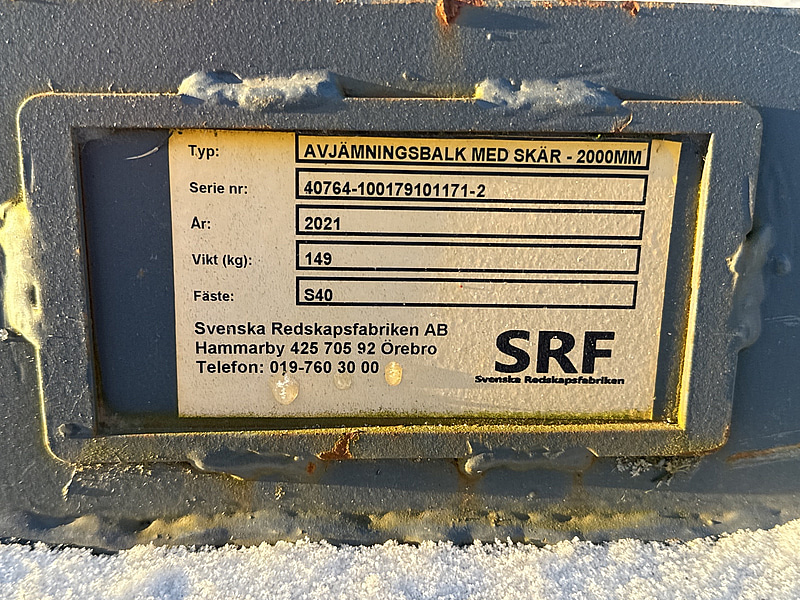 Typ: AVJÄMNINGSBALK MED SKÄR - 2000MM
Serie nr: 40764-100179101171-2
År: 2021
Vikt (kg): 149
Fäste: S40
Svenska Redskapsfabriken AB
Hammarby 425 705 92 Örebro
Telefon: 019-760 30 00
SRF
Svenska Redskapsfabriken